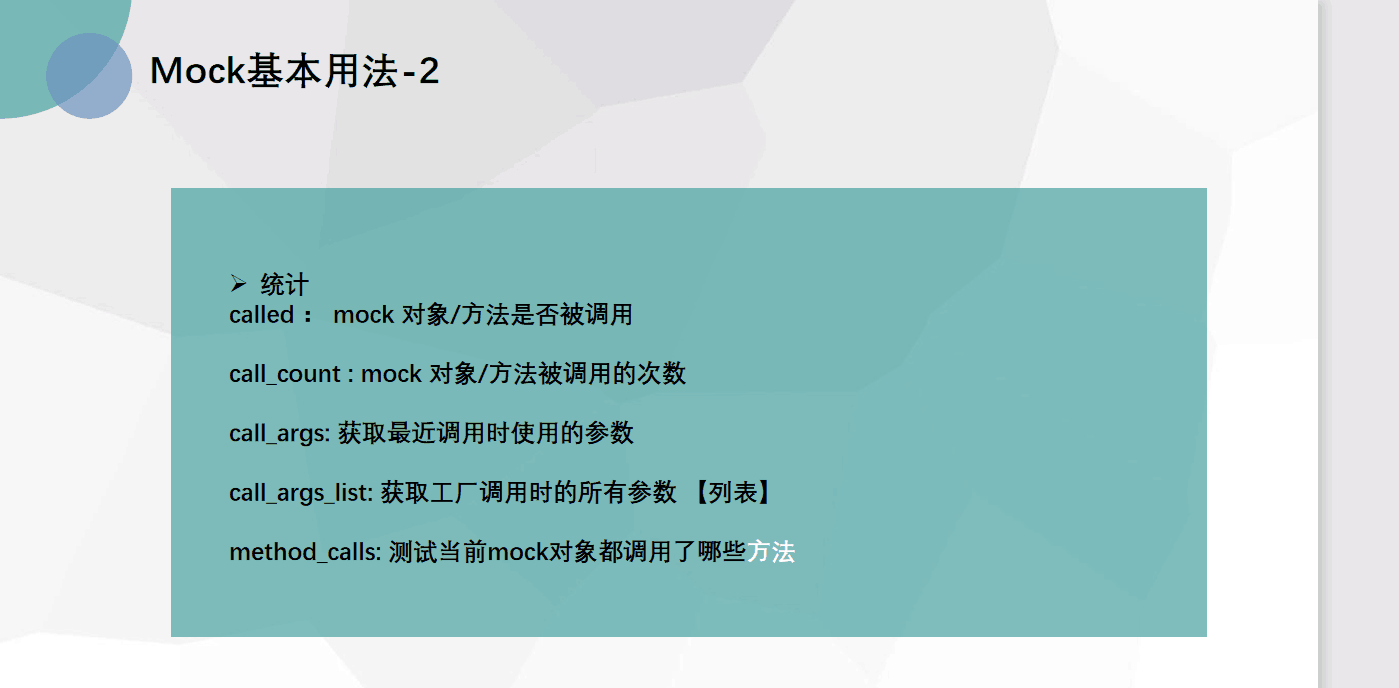 Mock基本用法-2
➢ 统计
called： mock 对象/方法是否被调用
call_count : mock 对象/方法被调用的次数
call_args: 获取最近调用时使用的参数
call_args_list: 获取工厂调用时的所有参数 【列表】
method_calls: 测试当前mock对象都调用了哪些方法